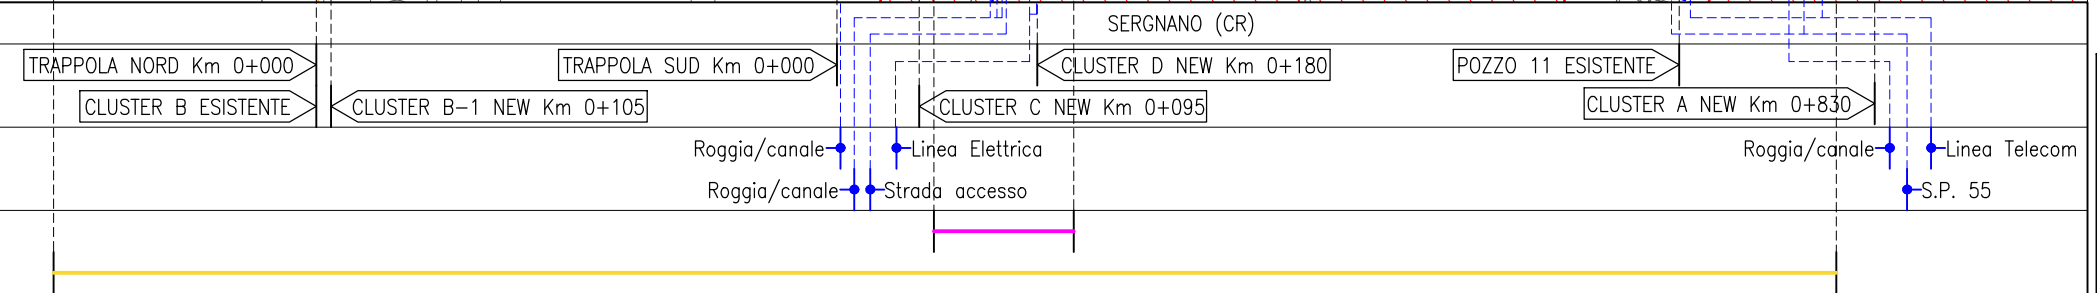 SERGNANO (CR)
TRAPPOLA NORD Km 0+000
TRAPPOLA SUD Km 0+000
CLUSTER D NEW Km 0+180
POZZO 11 ESISTENTE
CLUSTER B ESISTENTE
CLUSTER B-1 NEW Km 0+105
CLUSTER C NEW Km 0+095
CLUSTER A NEW Km 0+830
Roggia/canale
Linea Elettrica
Roggia/canale
Linea Telecom
Roggia/canale
Strada accesso
S.P. 55